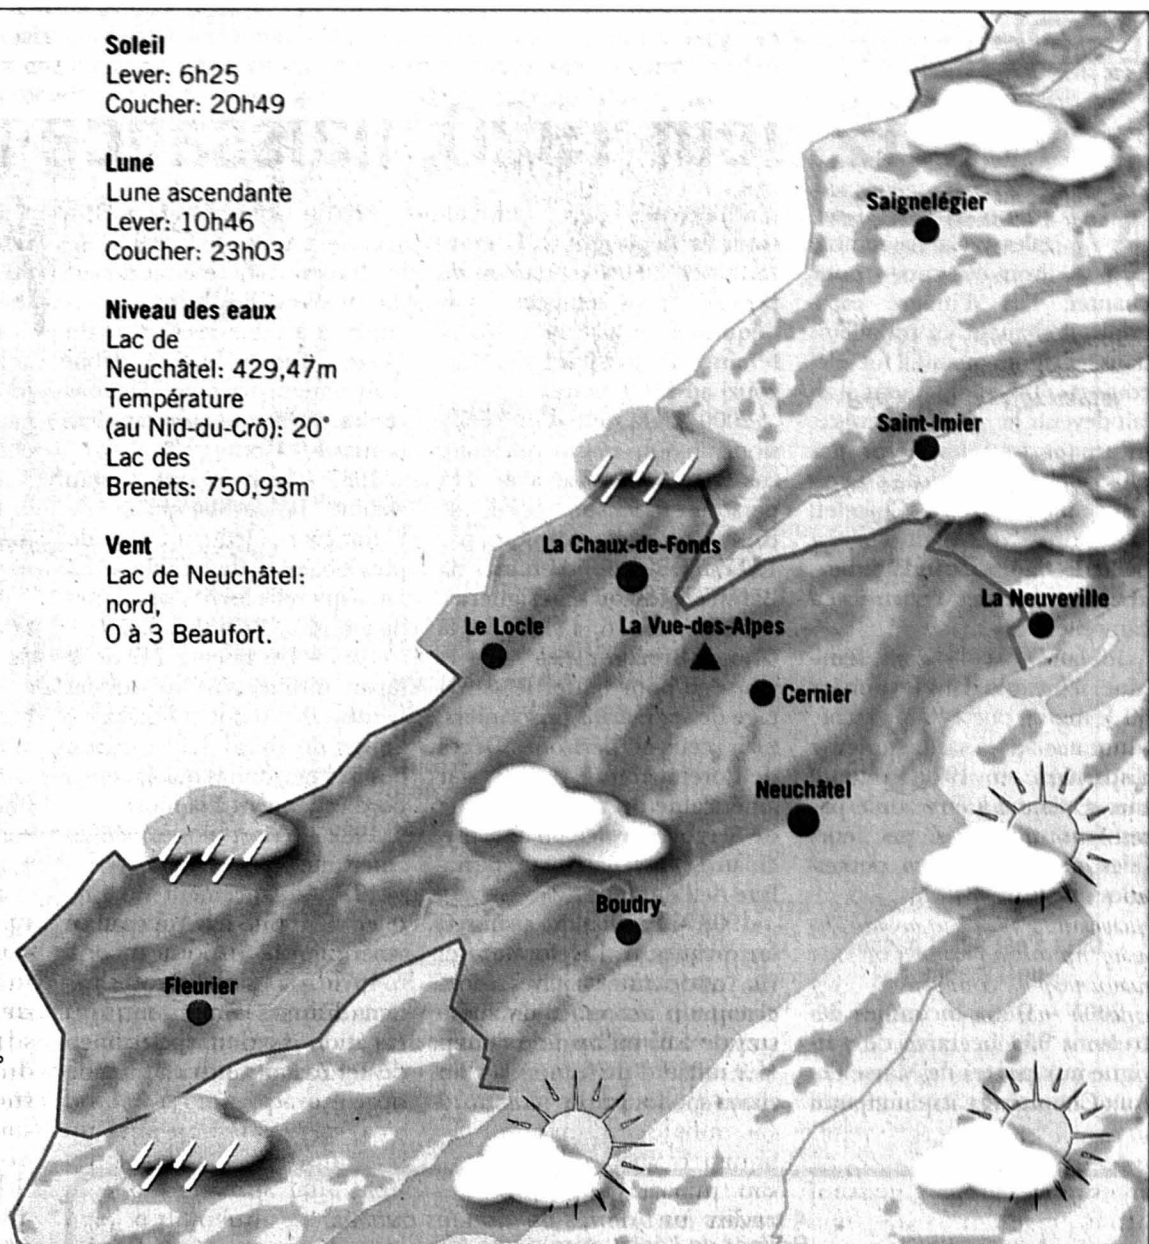 Soleil
Lever: 6h25
Coucher: 20h49
Lune
Lune ascendante
Lever: 10h46
Coucher: 23h03
Niveau des eaux
Lac de
Neuchâtel: 429,47m
Température
(au Nid-du-Crô): 20°
Lac des
Brenets: 750,93m
Vent
Lac de Neuchâtel:
nord,
0 à 3 Beaufort.
Saignelégier
Saint-Imier
La Chaux-de-Fonds
La Neuveville
Le Locle
La Vue-des-Alpes
Cernier
Neuchâtel
Boudry
Fleurier